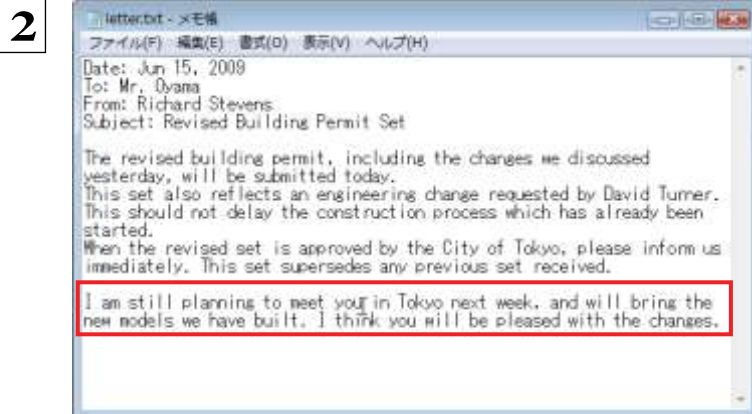 2
letter.txt - メモ帳
ファイル(F) 編集(E) 書式(O) 表示(V) ヘルプ(H)
Date: Jun 15, 2009
To: Mr. Oyama
From: Richard Stevens
Subject: Revised Building Permit Set
The revised building permit, including the changes we discussed
yesterday, will be submitted today.
This set also reflects an engineering change requested by David Turner.
This should not delay the construction process which has already been
started.
When the revised set is approved by the City of Tokyo, please inform us
immediately. This set supersedes any previous set received.
I am still planning to meet your in Tokyo next week, and will bring the
new models we have built. I think you will be pleased with the changes.